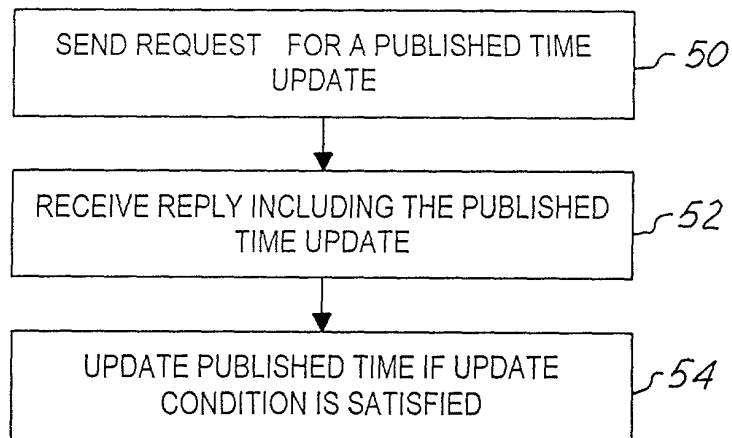 SEND REQUEST FOR A PUBLISHED TIME
UPDATE
50
RECEIVE REPLY INCLUDING THE PUBLISHED
TIME UPDATE
52
UPDATE PUBLISHED TIME IF UPDATE
CONDITION IS SATISFIED
54